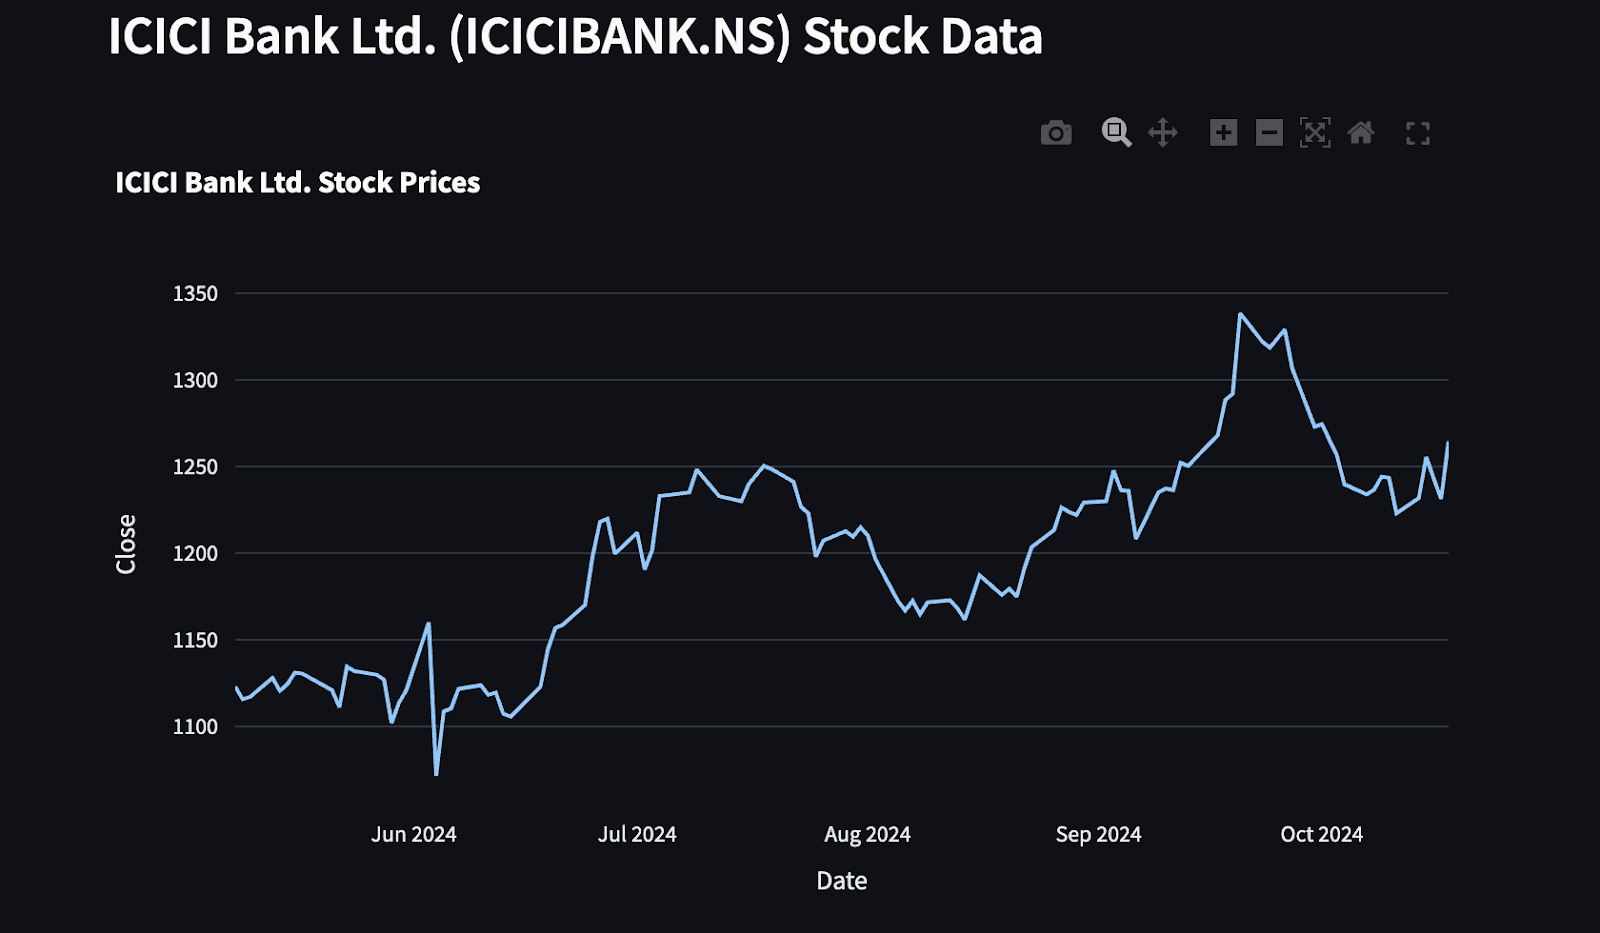 ICICI Bank Ltd. (ICICIBANK.NS) Stock Data
ICICI Bank Ltd. Stock Prices
1350
1300
1250
1200
1150
1100
Close
Jun 2024
Jul 2024
Aug 2024
Sep 2024
Oct 2024
Date